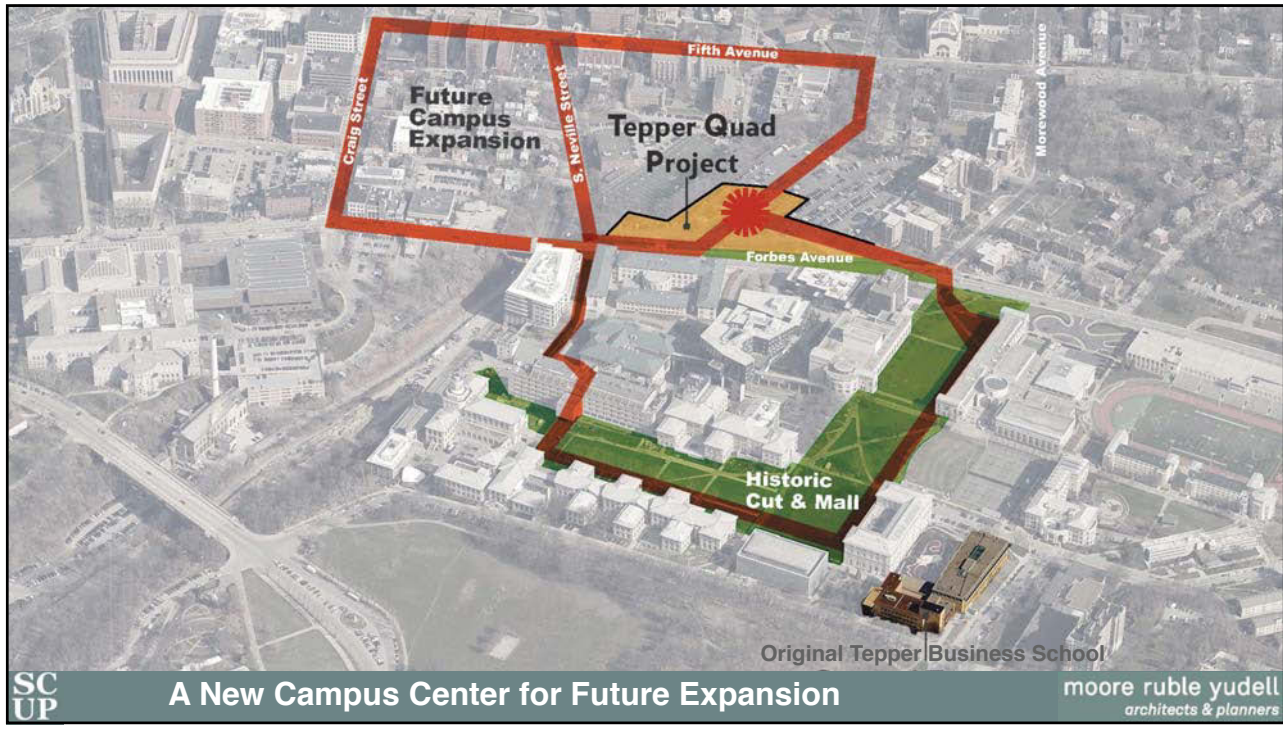 Fifth Avenue
Craig Street
Future
Campus
Expansion
S. Neville Street
Tepper Quad
Project
Morewood Avenue
Forbes Avenue
Historic
Cut & Mall
Original Tepper Business School
SC
UP
A New Campus Center for Future Expansion
moore ruble yudell
architects & planners